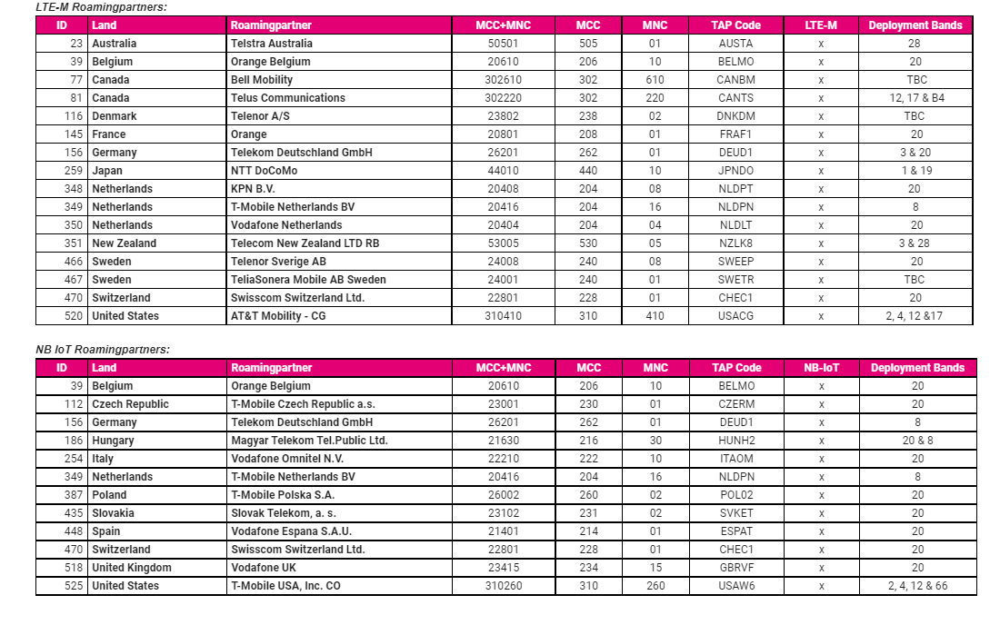 LTE-M Roamingpartners:
ID Land Roamingpartner MCC+MNC MCC MNC TAP Code LTE-M Deployment Bands
23 Australia Telstra Australia 50501 505 01 AUSTA x 28
39 Belgium Orange Belgium 20610 206 10 BELMO x 20
77 Canada Bell Mobility 302610 302 610 CANBM x TBC
81 Canada Telus Communications 302220 302 220 CANTS x 12, 17 & B4
116 Denmark Telenor A/S 23802 238 02 DNKDM x TBC
145 France Orange 20801 208 01 FRAF1 x 20
156 Germany Telekom Deutschland GmbH 26201 262 01 DEUD1 x 3 & 20
259 Japan NTT DoCoMo 44010 440 10 JPNDO x 1 & 19
348 Netherlands KPN B.V. 20408 204 08 NLDPT x 20
349 Netherlands T-Mobile Netherlands BV 20416 204 16 NLDPN x 8
350 Netherlands Vodafone Netherlands 20404 204 04 NLDLT x 20
351 New Zealand Telecom New Zealand LTD RB 53005 530 05 NZLK8 x 3 & 28
466 Sweden Telenor Sverige AB 24008 240 08 SWEEP x 20
467 Sweden TeliaSonera Mobile AB Sweden 24001 240 01 SWETR x TBC
470 Switzerland Swisscom Switzerland Ltd. 22801 228 01 CHEC1 x 20
520 United States AT&T Mobility - CG 310410 310 410 USACG x 2, 4, 12 &17
NB IoT Roamingpartners:
ID Land Roamingpartner MCC+MNC MCC MNC TAP Code NB-IoT Deployment Bands
39 Belgium Orange Belgium 20610 206 10 BELMO x 20
112 Czech Republic T-Mobile Czech Republic a.s. 23001 230 01 CZERM x 20
156 Germany Telekom Deutschland GmbH 26201 262 01 DEUD1 x 8
186 Hungary Magyar Telekom Tel.Public Ltd. 21630 216 30 HUNH2 x 20 & 8
254 Italy Vodafone Omnitel N.V. 22210 222 10 ITAOM x 20
349 Netherlands T-Mobile Netherlands BV 20416 204 16 NLDPN x 8
387 Poland T-Mobile Polska S.A. 26002 260 02 POL02 x 20
435 Slovakia Slovak Telekom, a. s. 23102 231 02 SVKET x 20
448 Spain Vodafone Espana S.A.U. 21401 214 01 ESPAT x 20
470 Switzerland Swisscom Switzerland Ltd. 22801 228 01 CHEC1 x 20
518 United Kingdom Vodafone UK 23415 234 15 GBRVF x 20
525 United States T-Mobile USA, Inc. CO 310260 310 260 USAW6 x 2, 4, 12 & 66